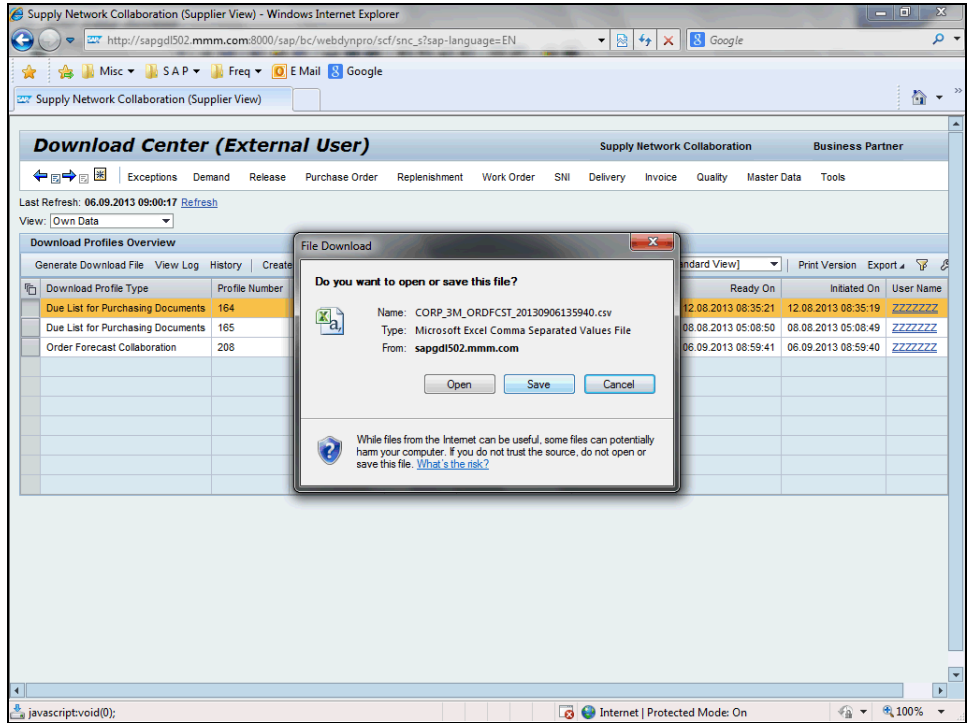 Supply Network Collaboration (Supplier View) - Windows Internet Explorer
http://sapgdl502.mmm.com:8000/sap/bc/webdynpro/scf/snc_s?sap-language=EN
Google
Misc SAP Freq E Mail Google
Supply Network Collaboration (Supplier View)
Download Center (External User) Supply Network Collaboration Business Partner
Exceptions Demand Release Purchase Order Replenishment Work Order SNI Delivery Invoice Quality Master Data Tools
Last Refresh: 06.09.2013 09:00:17 Refresh
View: Own Data
Download Profiles Overview
Generate Download File View Log History Create ndard View] Print Version Export
Download Profile Type Profile Number Ready On Initiated On User Name
Due List for Purchasing Documents 164 12.08.2013 08:35:21 12.08.2013 08:35:19 ZZZZZZZ
Due List for Purchasing Documents 165 08.08.2013 05:08:50 08.08.2013 05:08:49 ZZZZZZZ
Order Forecast Collaboration 208 06.09.2013 08:59:41 06.09.2013 08:59:40 ZZZZZZZ
File Download
Do you want to open or save this file?
Name: CORP_3M_ORDFCST_20130906135940.csv
Type: Microsoft Excel Comma Separated Values File
From: sapgdl502.mmm.com
Open Save Cancel
While files from the Internet can be useful, some files can potentially
harm your computer. If you do not trust the source, do not open or
save this file. What's the risk?
javascript:void(0); Internet | Protected Mode: On 100%